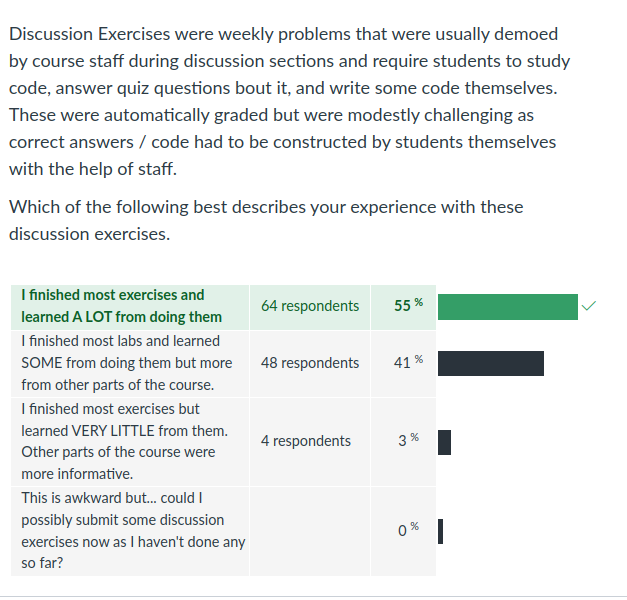 Discussion Exercises were weekly problems that were usually demoed
by course staff during discussion sections and require students to study
code, answer quiz questions bout it, and write some code themselves.
These were automatically graded but were modestly challenging as
correct answers / code had to be constructed by students themselves
with the help of staff.
Which of the following best describes your experience with these
discussion exercises.
I finished most exercises and
learned A LOT from doing them
64 respondents
55 %
I finished most labs and learned
SOME from doing them but more
from other parts of the course.
48 respondents
41 %
I finished most exercises but
learned VERY LITTLE from them.
Other parts of the course were
more informative.
4 respondents
3 %
This is awkward but... could I
possibly submit some discussion
exercises now as I haven't done any
so far?
0 %